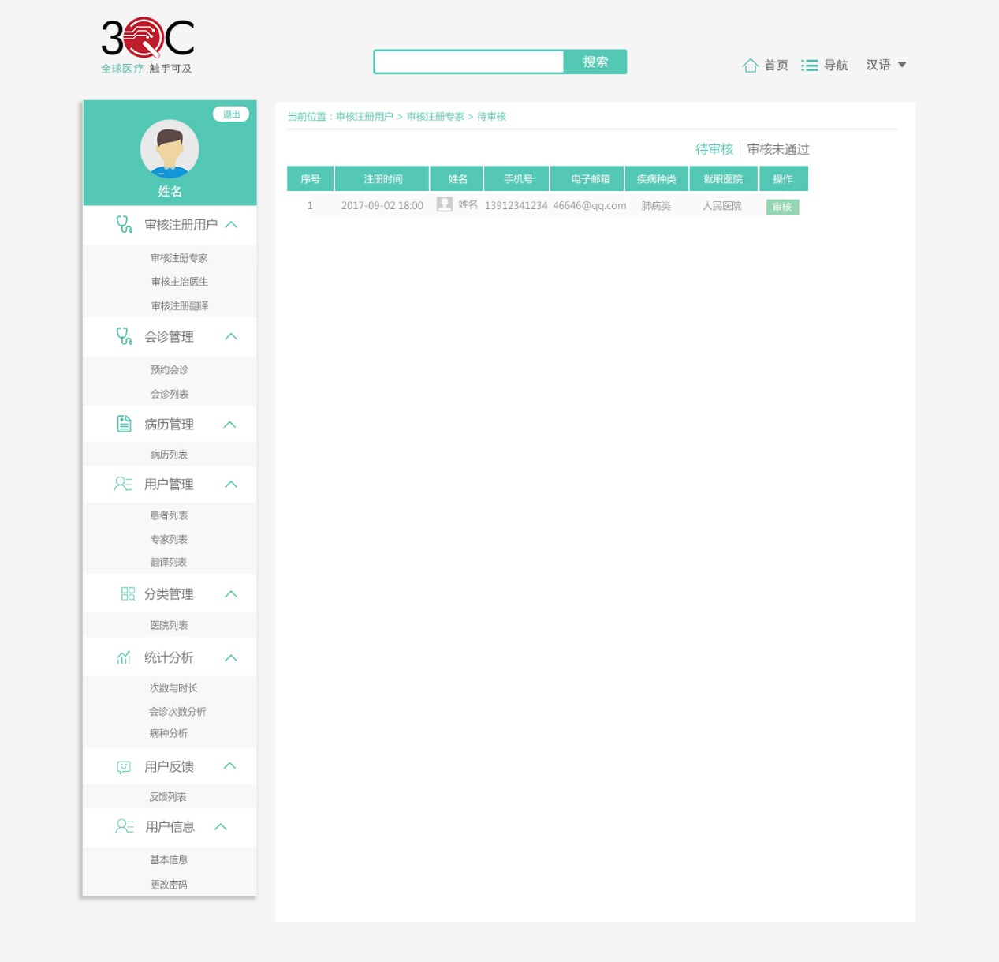 3QC
全球医疗 触手可及
搜索
首页
导航
汉语
退出
姓名
审核注册用户
审核注册专家
审核主治医生
审核注册翻译
会诊管理
预约会诊
会诊列表
病历管理
病历列表
用户管理
患者列表
专家列表
翻译列表
分类管理
医院列表
统计分析
次数与时长
会诊次数分析
病种分析
用户反馈
反馈列表
用户信息
基本信息
更改密码
当前位置：审核注册用户 > 审核注册专家 > 待审核
待审核 | 审核未通过
序号 注册时间 姓名 手机号 电子邮箱 疾病种类 就职医院 操作
1 2017-09-02 18:00 姓名 13912341234 46646@qq.com 肺病类 人民医院 审核